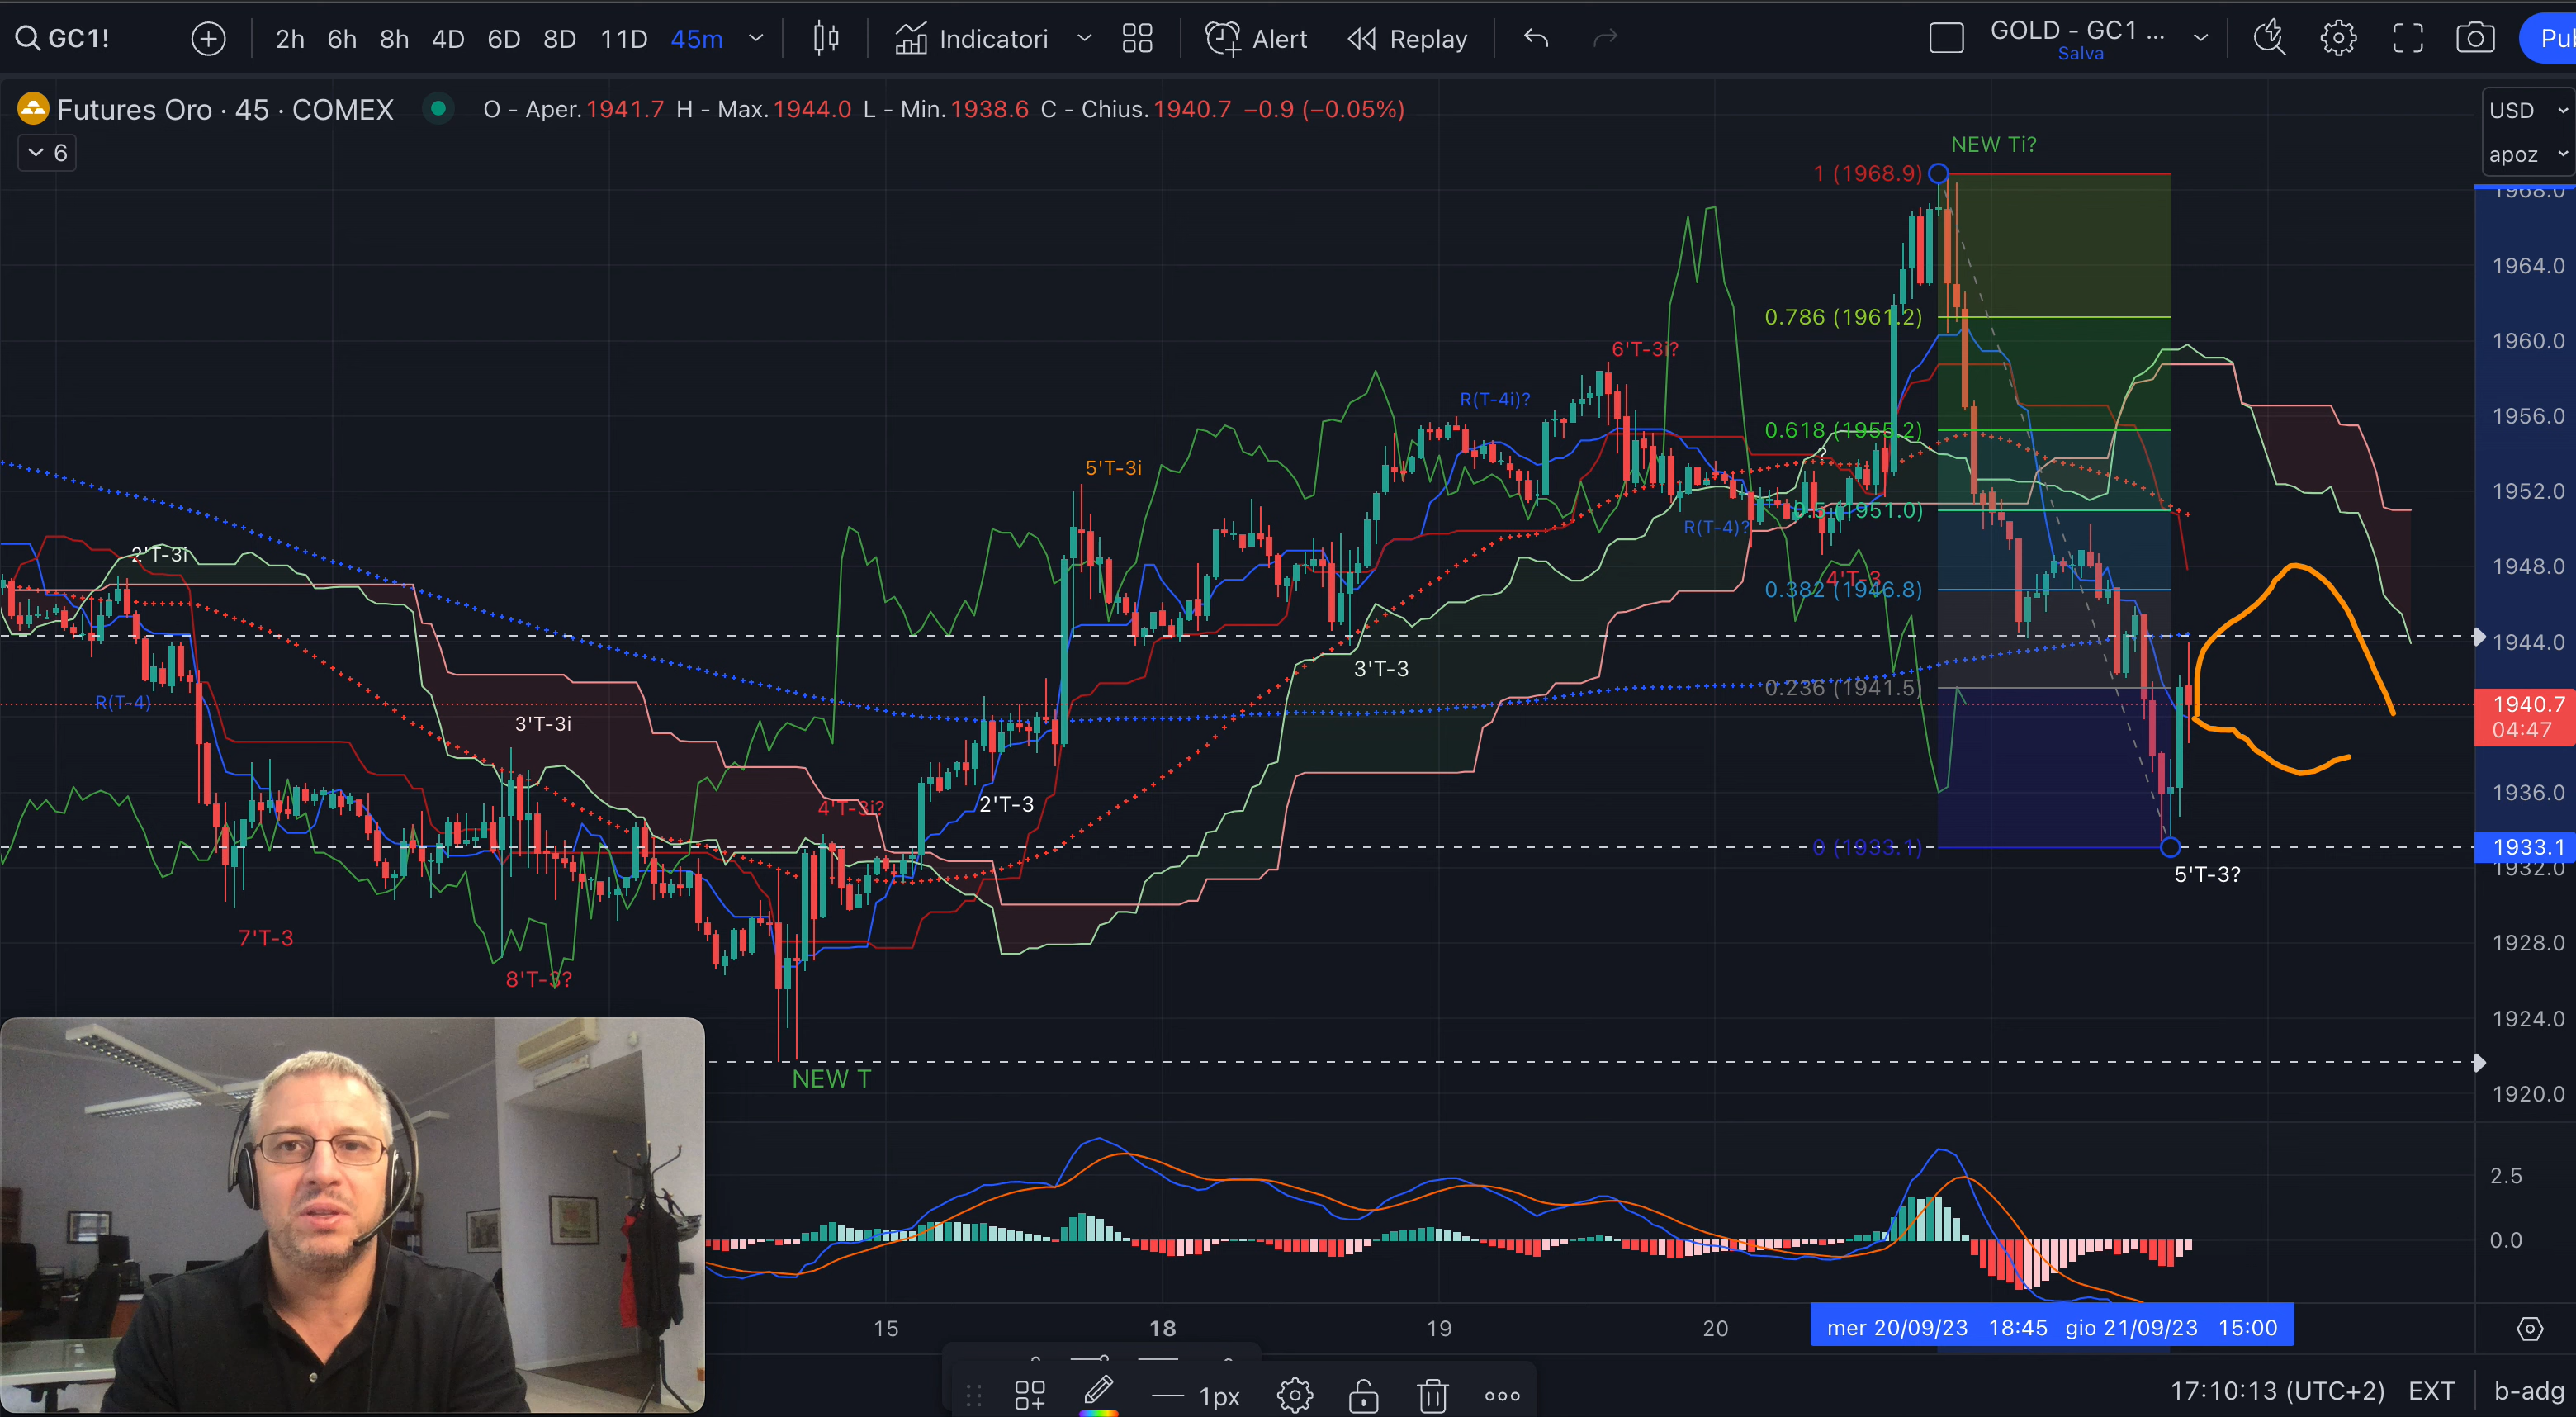 GC1!
2h 6h 8h 4D 6D 8D 11D 45m Indicatori Alert Replay GOLD - GC1 ...
Salva
Futures Oro · 45 · COMEX O - Aper. 1941.7 H - Max. 1944.0 L - Min. 1938.6 C - Chius. 1940.7 −0.9 (−0.05%)
6
USD
apoz
NEW Ti?
1 (1968.9)
1968.0
1964.0
0.786 (1961.2)
1960.0
6'T-3i?
R(T-4i)?
1956.0
0.618 (1955.2)
?
5'T-3i
1952.0
0.5 (1951.0)
R(T-4)?
2'T-3i
1948.0
4'T-3
0.382 (1946.8)
1944.0
3'T-3
0.236 (1941.5)
R(T-4)
1940.7
04:47
3'T-3i
1936.0
2'T-3
4'T-3i?
0 (1933.1)
1933.1
1932.0
5'T-3?
7'T-3
1928.0
8'T-3?
1924.0
NEW T
1920.0
2.5
0.0
15 18 19 20 mer 20/09/23 18:45 gio 21/09/23 15:00
1px
17:10:13 (UTC+2) EXT b-adg